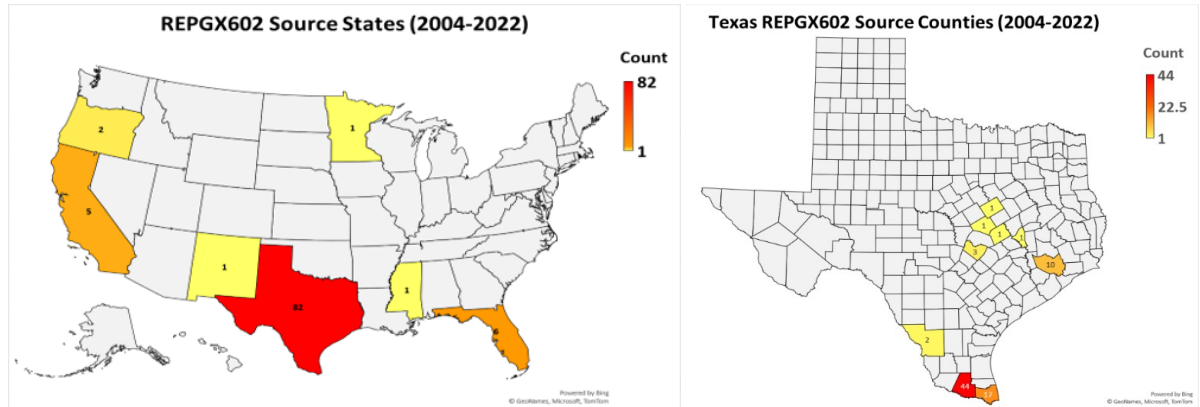 REPGX602 Source States (2004-2022)
Count
82
1
2
1
5
1
82
1
6
Powered by Bing
© GeoNames, Microsoft, TomTom
Texas REPGX602 Source Counties (2004-2022)
Count
44
22.5
1
1
1
1
1
3
10
2
44
17
Powered by Bing
© GeoNames, Microsoft, TomTom